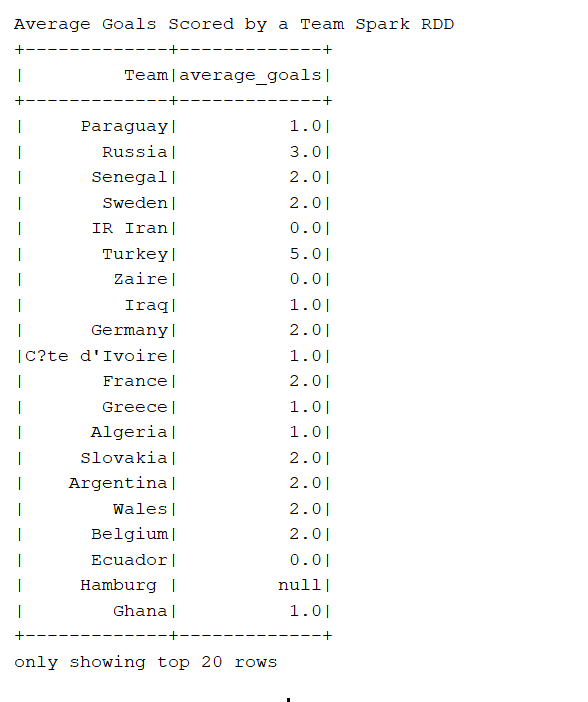 Average Goals Scored by a Team Spark RDD
+-------------+-------------+
|         Team|average_goals|
+-------------+-------------+
|     Paraguay|          1.0|
|       Russia|          3.0|
|      Senegal|          2.0|
|       Sweden|          2.0|
|      IR Iran|          0.0|
|       Turkey|          5.0|
|        Zaire|          0.0|
|         Iraq|          1.0|
|      Germany|          2.0|
|C?te d'Ivoire|          1.0|
|       France|          2.0|
|       Greece|          1.0|
|      Algeria|          1.0|
|     Slovakia|          2.0|
|    Argentina|          2.0|
|        Wales|          2.0|
|      Belgium|          2.0|
|      Ecuador|          0.0|
|     Hamburg |         null|
|        Ghana|          1.0|
+-------------+-------------+
only showing top 20 rows